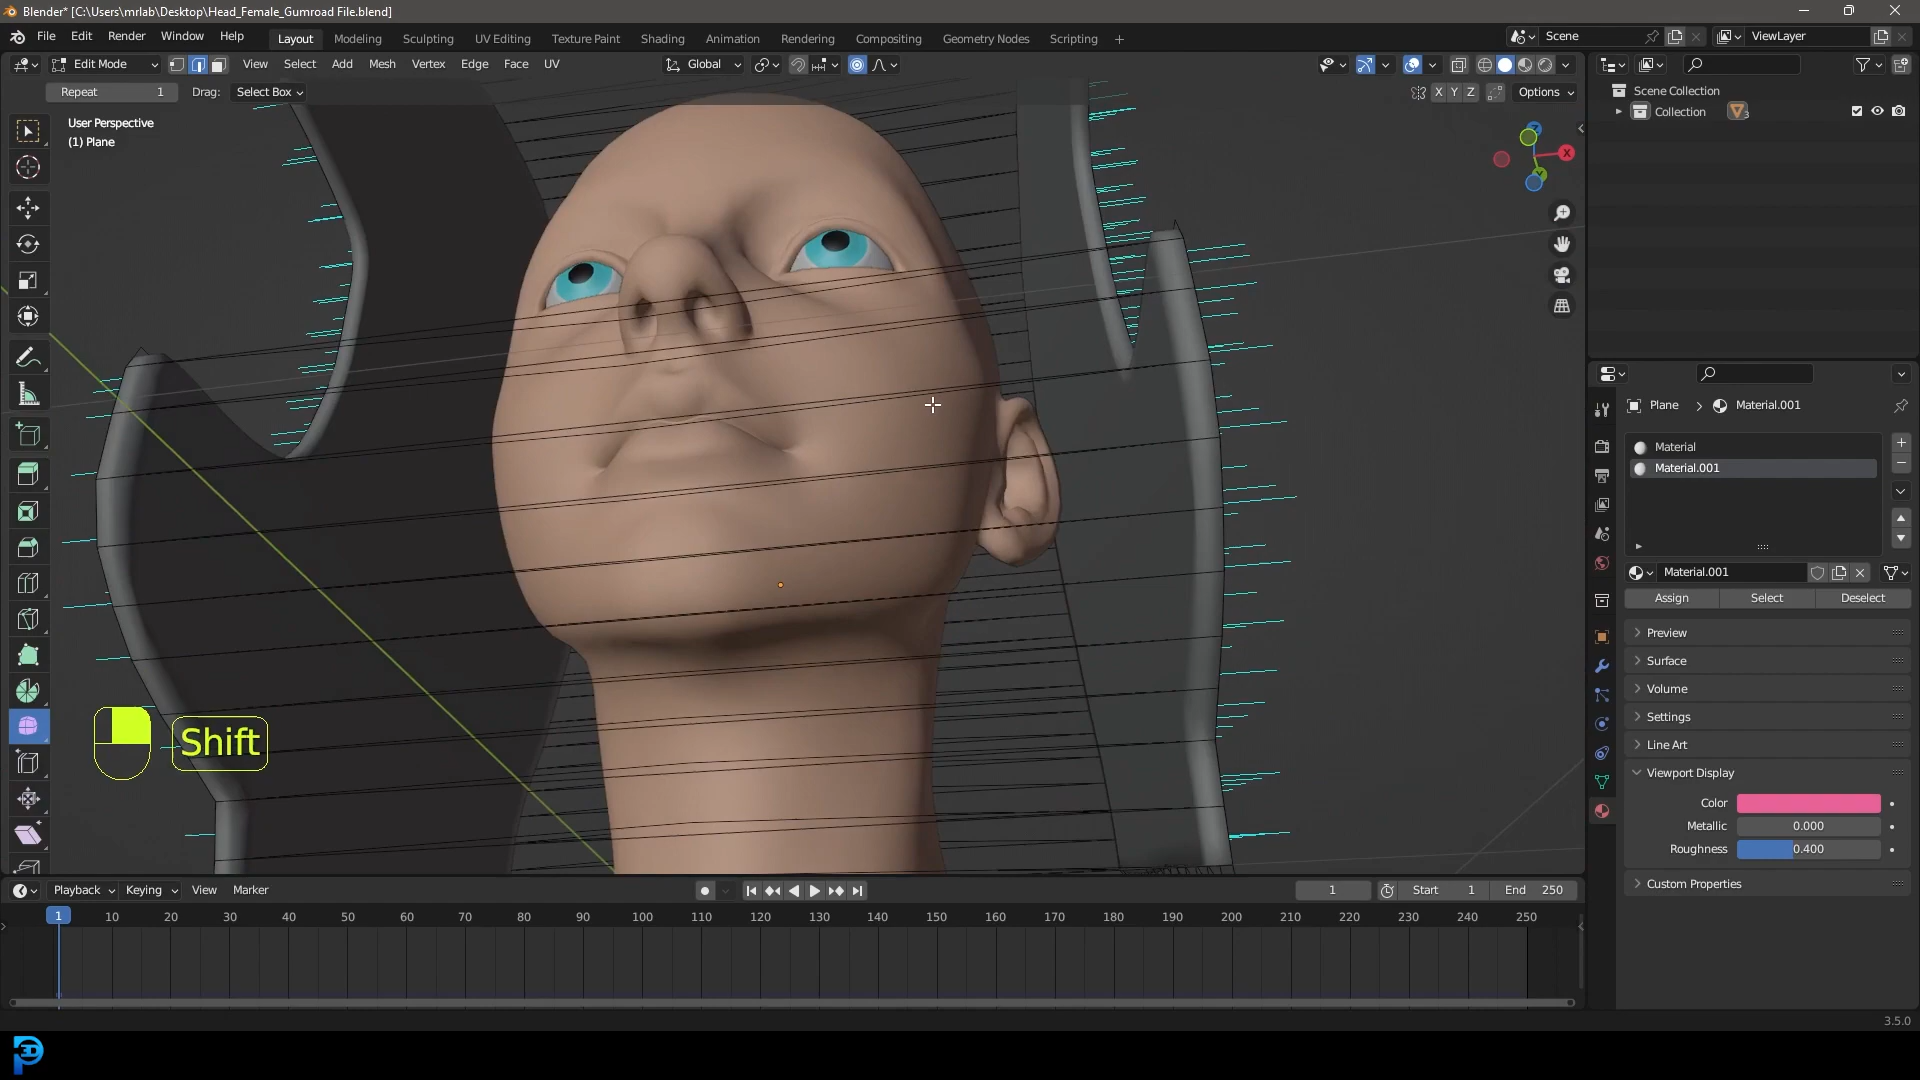 Blender* [C:\Users\mrlab\Desktop\Head_Female_Gumroad File.blend]
File Edit Render Window Help Layout Modeling Sculpting UV Editing Texture Paint Shading Animation Rendering Compositing Geometry Nodes Scripting + Scene ViewLayer
Edit Mode View Select Add Mesh Vertex Edge Face UV Global
Repeat 1 Drag: Select Box X Y Z Options
User Perspective
(1) Plane
X
Z
Y
Shift
Scene Collection
Collection 3
Plane > Material.001
Material
Material.001
Material.001
Assign Select Deselect
Preview
Surface
Volume
Settings
Line Art
Viewport Display
Color
Metallic 0.000
Roughness 0.400
Custom Properties
Playback Keying View Marker 1 Start 1 End 250
1 10 20 30 40 50 60 70 80 90 100 110 120 130 140 150 160 170 180 190 200 210 220 230 240 250
3.5.0
3D